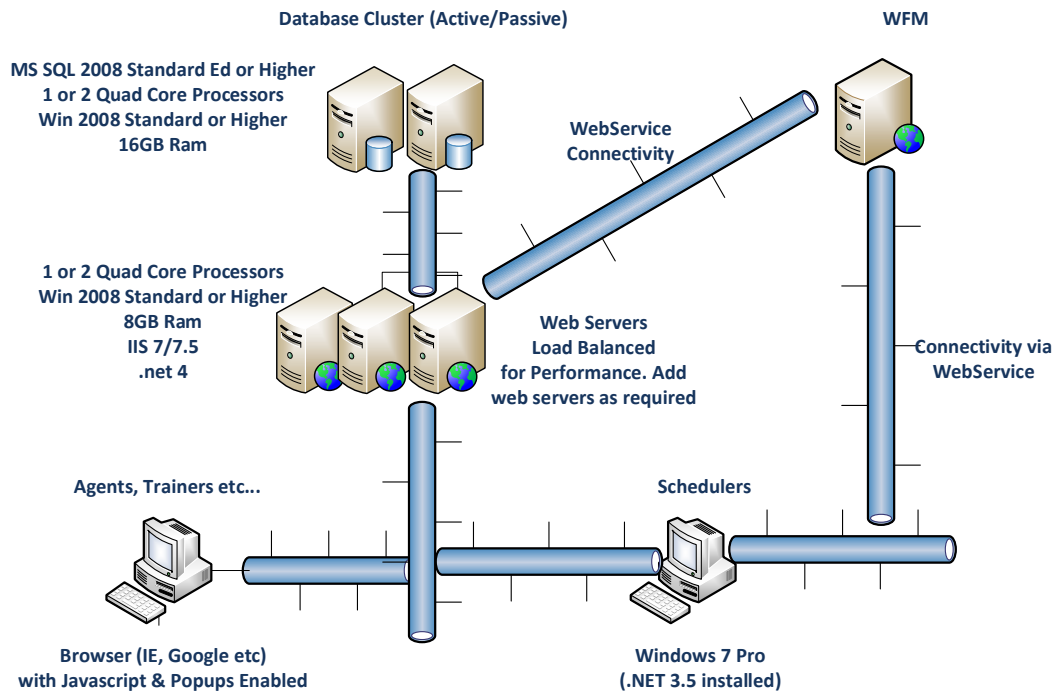 Database Cluster (Active/Passive)
WFM
MS SQL 2008 Standard Ed or Higher
1 or 2 Quad Core Processors
Win 2008 Standard or Higher
16GB Ram
WebService
Connectivity
1 or 2 Quad Core Processors
Win 2008 Standard or Higher
8GB Ram
IIS 7/7.5
.net 4
Web Servers
Load Balanced
for Performance. Add
web servers as required
Connectivity via
WebService
Agents, Trainers etc...
Schedulers
Browser (IE, Google etc)
with Javascript & Popups Enabled
Windows 7 Pro
(.NET 3.5 installed)